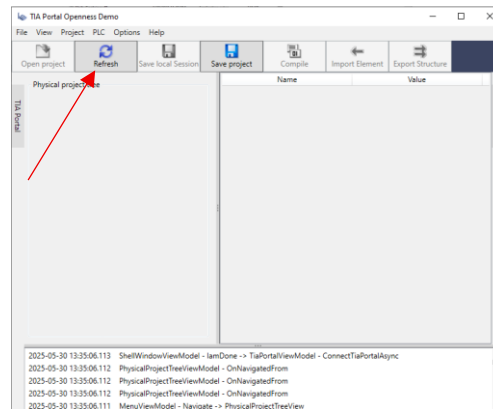 TIA Portal Openness Demo
File View Project PLC Options Help
Open project Refresh Save local Session Save project Compile Import Element Export Structure
Physical project tree
Name Value
TIA Portal
2025-05-30 13:35:06.113 ShellWindowViewModel - IamDone -> TiaPortalViewModel - ConnectTiaPortalAsync
2025-05-30 13:35:06.112 PhysicalProjectTreeViewModel - OnNavigatedFrom
2025-05-30 13:35:06.112 PhysicalProjectTreeViewModel - OnNavigatedFrom
2025-05-30 13:35:06.112 PhysicalProjectTreeViewModel - OnNavigatedFrom
2025-05-30 13:35:06.111 MenuViewModel - Navigate -> PhysicalProjectTreeView